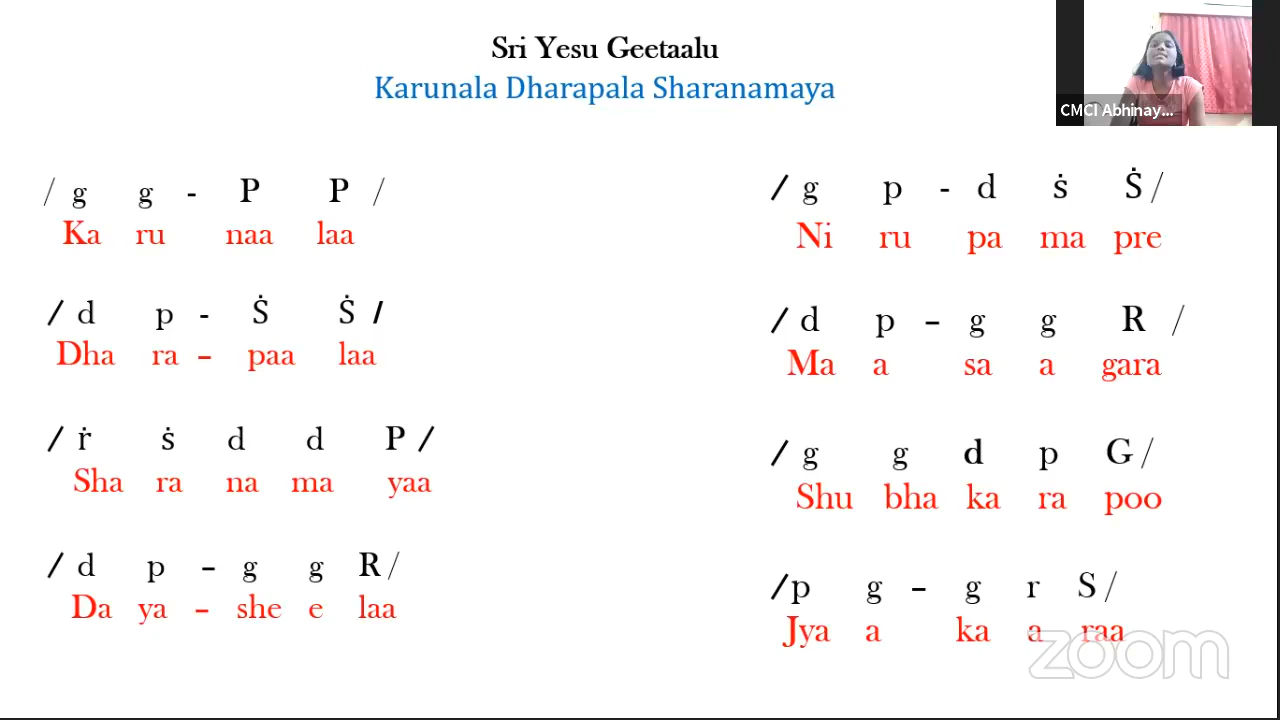 Sri Yesu Geetaalu
Karunala Dharapala Sharanamaya
CMCI Abhinay...
/ g g - P P /
Ka ru naa laa
/ d p - Ṡ Ṡ /
Dha ra – paa laa
/ ṙ ṡ d d P /
Sha ra na ma yaa
/ d p – g g R /
Da ya – she e laa
/ g p - d ṡ Ṡ /
Ni ru pa ma pre
/ d p – g g R /
Ma a sa a gara
/ g g d p G /
Shu bha ka ra poo
/p g – g r S /
Jya a ka a raa
zoom